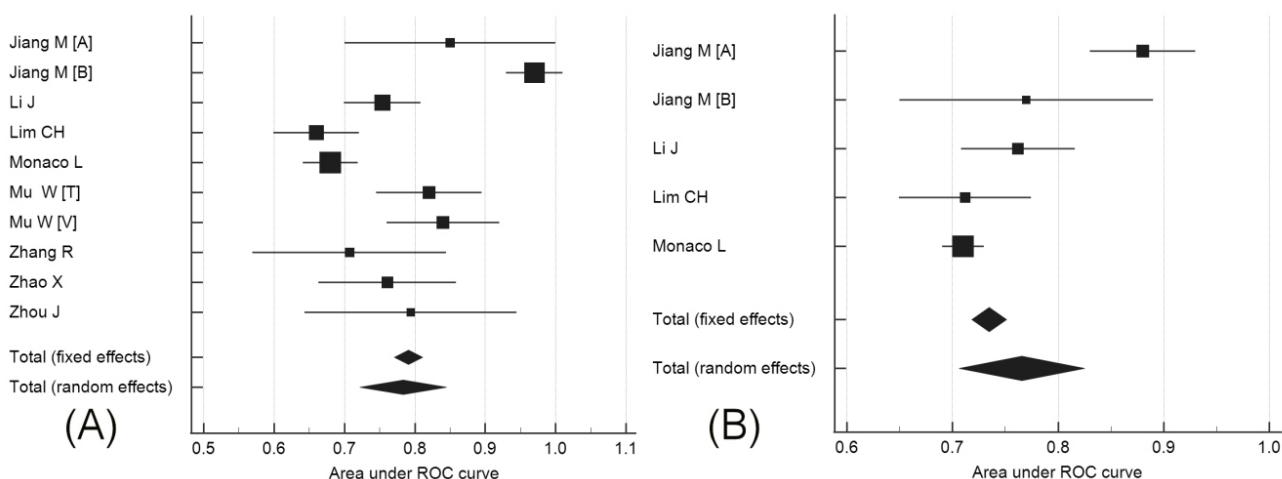 Jiang M [A]
Jiang M [B]
Li J
Lim CH
Monaco L
Mu W [T]
Mu W [V]
Zhang R
Zhao X
Zhou J
Total (fixed effects)
Total (random effects)
(A)
0.5 0.6 0.7 0.8 0.9 1.0 1.1
Area under ROC curve
Jiang M [A]
Jiang M [B]
Li J
Lim CH
Monaco L
Total (fixed effects)
Total (random effects)
(B)
0.6 0.7 0.8 0.9 1.0
Area under ROC curve